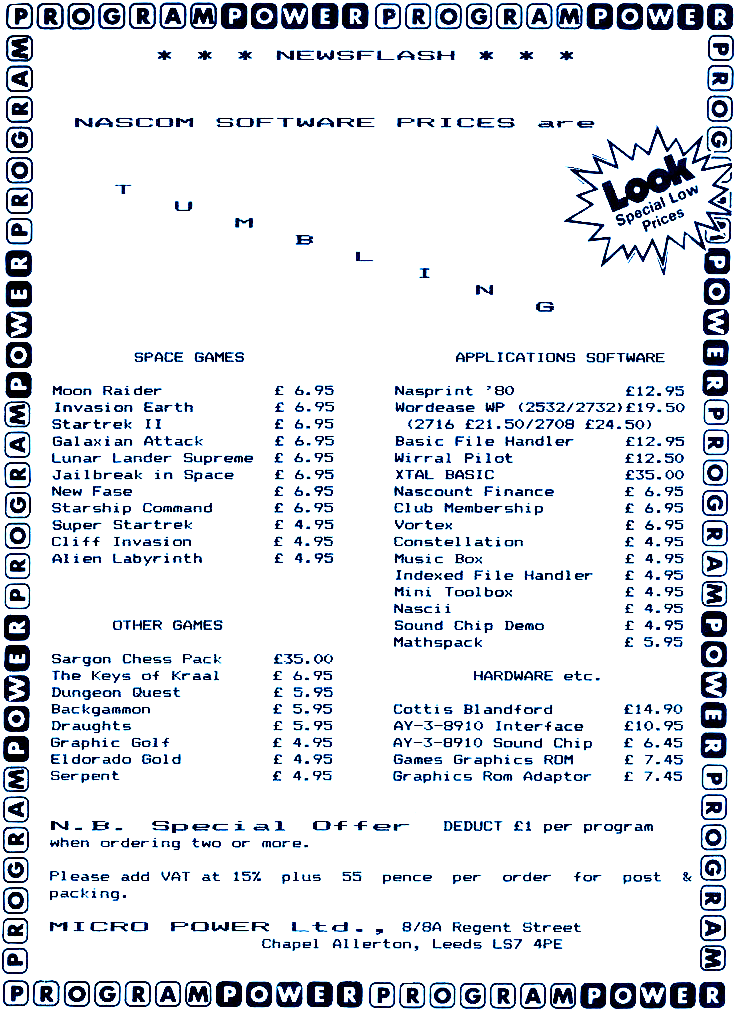 PROGRAMPOWERPROGRAMPOWER
* * * NEWSFLASH * * *
NASCOM SOFTWARE PRICES are
Look
Special Low
Prices
T
U
M
B
L
I
N
G
SPACE GAMES
Moon Raider £ 6.95
Invasion Earth £ 6.95
Startrek II £ 6.95
Galaxian Attack £ 6.95
Lunar Lander Supreme £ 6.95
Jailbreak in Space £ 6.95
New Fase £ 6.95
Starship Command £ 6.95
Super Startrek £ 4.95
Cliff Invasion £ 4.95
Alien Labyrinth £ 4.95
OTHER GAMES
Sargon Chess Pack £35.00
The Keys of Kraal £ 6.95
Dungeon Quest £ 5.95
Backgammon £ 5.95
Draughts £ 5.95
Graphic Golf £ 4.95
Eldorado Gold £ 4.95
Serpent £ 4.95
APPLICATIONS SOFTWARE
Nasprint '80 £12.95
Wordease WP (2532/2732)£19.50
(2716 £21.50/2708 £24.50)
Basic File Handler £12.95
Wirral Pilot £12.50
XTAL BASIC £35.00
Nascount Finance £ 6.95
Club Membership £ 6.95
Vortex £ 6.95
Constellation £ 4.95
Music Box £ 4.95
Indexed File Handler £ 4.95
Mini Toolbox £ 4.95
Nascii £ 4.95
Sound Chip Demo £ 4.95
Mathspack £ 5.95
HARDWARE etc.
Cottis Blandford £14.90
AY-3-8910 Interface £10.95
AY-3-8910 Sound Chip £ 6.45
Games Graphics ROM £ 7.45
Graphics Rom Adaptor £ 7.45
N.B. Special Offer DEDUCT £1 per program
when ordering two or more.
Please add VAT at 15% plus 55 pence per order for post &
packing.
MICRO POWER Ltd., 8/8A Regent Street
Chapel Allerton, Leeds LS7 4PE
PROGRAMPOWERPROGRAMPOWER
PROGRAMPOWERPROGRAMPOWERPROGRAM
PROGRAMPOWERPROGRAMPOWERPROGRAM